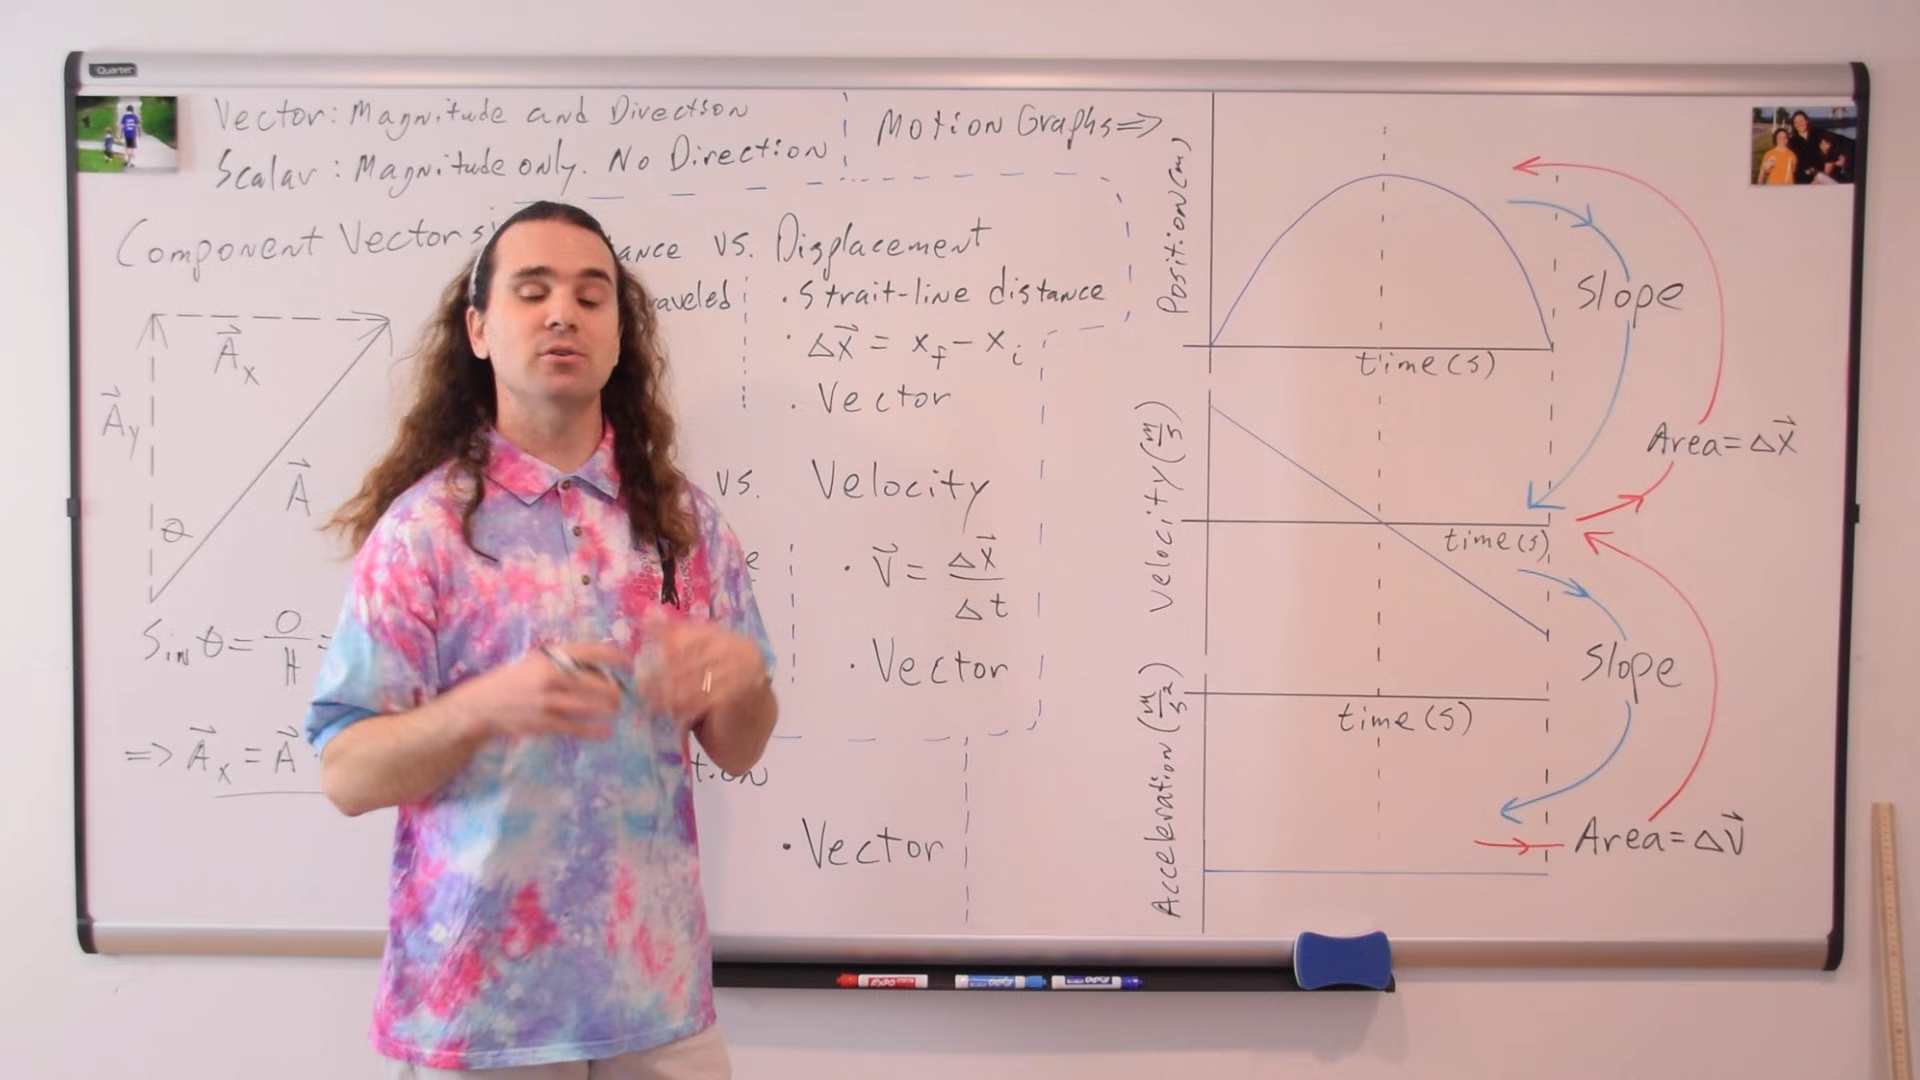 Quartet
Vector: Magnitude and Direction
Scalar: Magnitude only. No Direction
Component Vectors
A⃗x
A⃗y
A⃗
θ
Sin θ = O/H =
⇒ A⃗x = A⃗
ance vs. Displacement
raveled
· Strait-line distance
· ΔX⃗ = xf - xi
· Vector
vs. Velocity
e
· V⃗ = ΔX⃗/Δt
· Vector
tion
· Vector
Motion Graphs ⇒
Position (m)
time (s)
Slope
Area = ΔX⃗
Velocity (m/s)
time (s)
Slope
Acceleration (m/s²)
time (s)
Area = ΔV⃗
EXPO